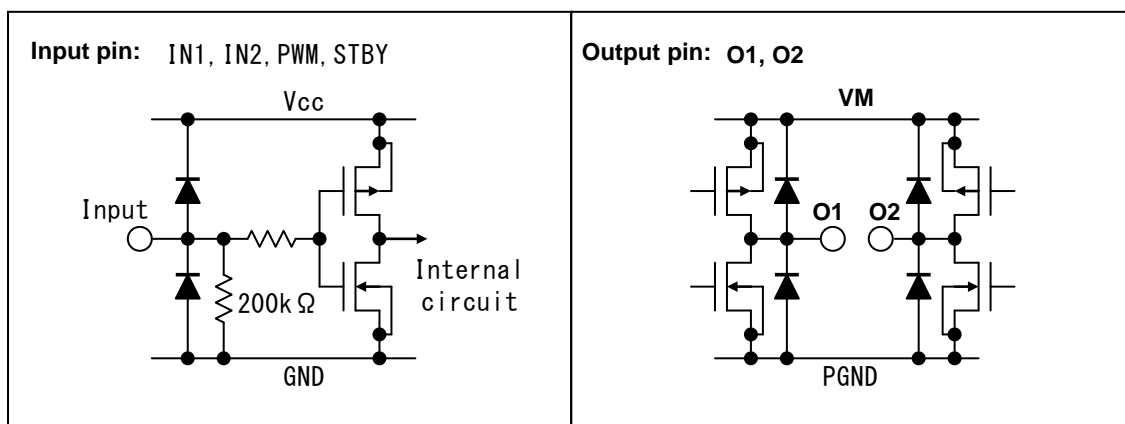 Input pin: IN1, IN2, PWM, STBY
Vcc
Input
200kΩ
Internal
circuit
GND
Output pin: O1, O2
VM
O1 O2
PGND